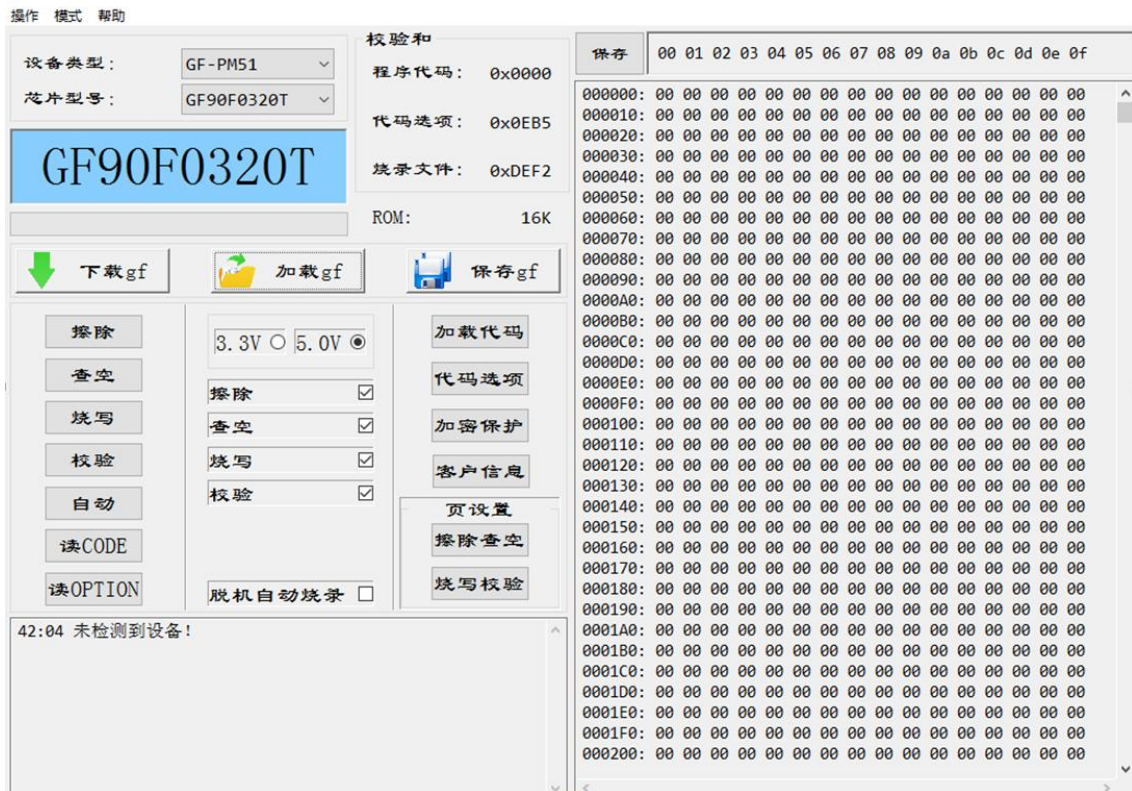 操作 模式 帮助
设备类型: GF-PM51
芯片型号: GF90F0320T
GF90F0320T
校验和
程序代码: 0x0000
代码选项: 0x0EB5
烧录文件: 0xDEF2
ROM: 16K
下载gf 加载gf 保存gf
擦除
查空
烧写
校验
自动
读CODE
读OPTION
3.3V 5.0V
擦除
查空
烧写
校验
脱机自动烧录
加载代码
代码选项
加密保护
客户信息
页设置
擦除查空
烧写校验
42:04 未检测到设备!
保存 00 01 02 03 04 05 06 07 08 09 0a 0b 0c 0d 0e 0f
000000: 00 00 00 00 00 00 00 00 00 00 00 00 00 00 00 00
000010: 00 00 00 00 00 00 00 00 00 00 00 00 00 00 00 00
000020: 00 00 00 00 00 00 00 00 00 00 00 00 00 00 00 00
000030: 00 00 00 00 00 00 00 00 00 00 00 00 00 00 00 00
000040: 00 00 00 00 00 00 00 00 00 00 00 00 00 00 00 00
000050: 00 00 00 00 00 00 00 00 00 00 00 00 00 00 00 00
000060: 00 00 00 00 00 00 00 00 00 00 00 00 00 00 00 00
000070: 00 00 00 00 00 00 00 00 00 00 00 00 00 00 00 00
000080: 00 00 00 00 00 00 00 00 00 00 00 00 00 00 00 00
000090: 00 00 00 00 00 00 00 00 00 00 00 00 00 00 00 00
0000A0: 00 00 00 00 00 00 00 00 00 00 00 00 00 00 00 00
0000B0: 00 00 00 00 00 00 00 00 00 00 00 00 00 00 00 00
0000C0: 00 00 00 00 00 00 00 00 00 00 00 00 00 00 00 00
0000D0: 00 00 00 00 00 00 00 00 00 00 00 00 00 00 00 00
0000E0: 00 00 00 00 00 00 00 00 00 00 00 00 00 00 00 00
0000F0: 00 00 00 00 00 00 00 00 00 00 00 00 00 00 00 00
000100: 00 00 00 00 00 00 00 00 00 00 00 00 00 00 00 00
000110: 00 00 00 00 00 00 00 00 00 00 00 00 00 00 00 00
000120: 00 00 00 00 00 00 00 00 00 00 00 00 00 00 00 00
000130: 00 00 00 00 00 00 00 00 00 00 00 00 00 00 00 00
000140: 00 00 00 00 00 00 00 00 00 00 00 00 00 00 00 00
000150: 00 00 00 00 00 00 00 00 00 00 00 00 00 00 00 00
000160: 00 00 00 00 00 00 00 00 00 00 00 00 00 00 00 00
000170: 00 00 00 00 00 00 00 00 00 00 00 00 00 00 00 00
000180: 00 00 00 00 00 00 00 00 00 00 00 00 00 00 00 00
000190: 00 00 00 00 00 00 00 00 00 00 00 00 00 00 00 00
0001A0: 00 00 00 00 00 00 00 00 00 00 00 00 00 00 00 00
0001B0: 00 00 00 00 00 00 00 00 00 00 00 00 00 00 00 00
0001C0: 00 00 00 00 00 00 00 00 00 00 00 00 00 00 00 00
0001D0: 00 00 00 00 00 00 00 00 00 00 00 00 00 00 00 00
0001E0: 00 00 00 00 00 00 00 00 00 00 00 00 00 00 00 00
0001F0: 00 00 00 00 00 00 00 00 00 00 00 00 00 00 00 00
000200: 00 00 00 00 00 00 00 00 00 00 00 00 00 00 00 00